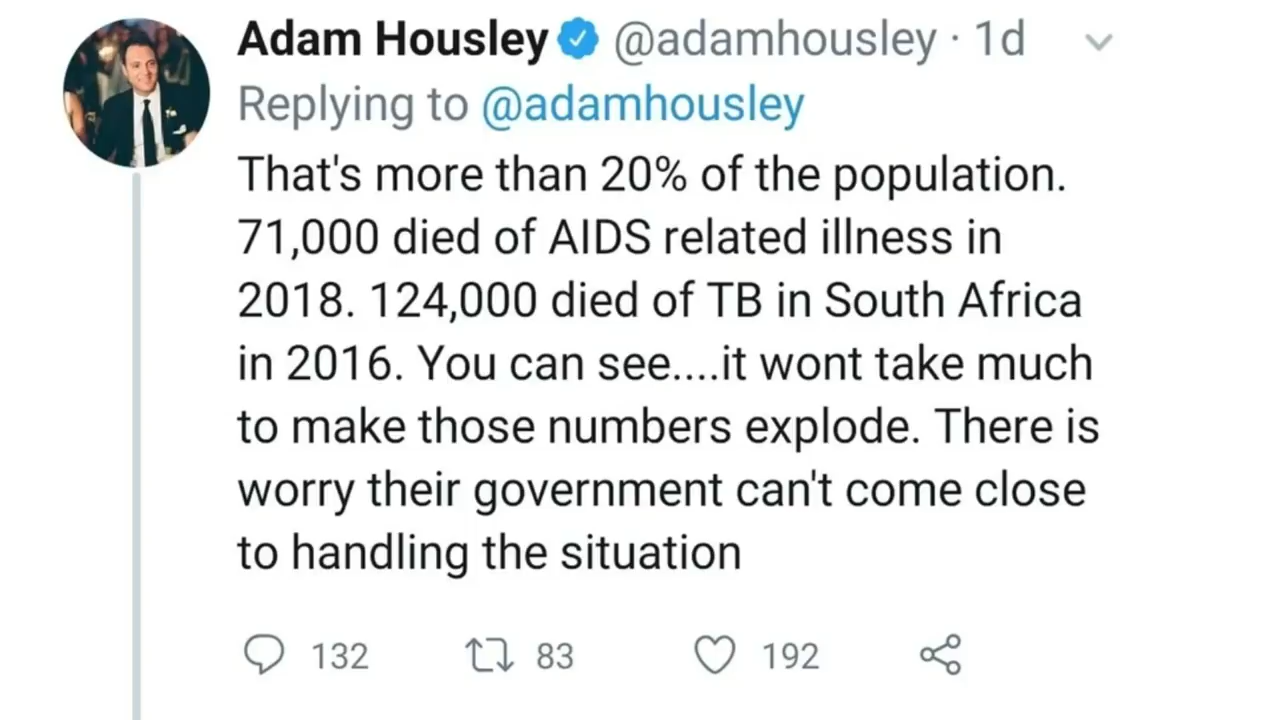 Adam Housley @adamhousley · 1d
Replying to @adamhousley
That's more than 20% of the population.
71,000 died of AIDS related illness in
2018. 124,000 died of TB in South Africa
in 2016. You can see....it wont take much
to make those numbers explode. There is
worry their government can't come close
to handling the situation
132 83 192